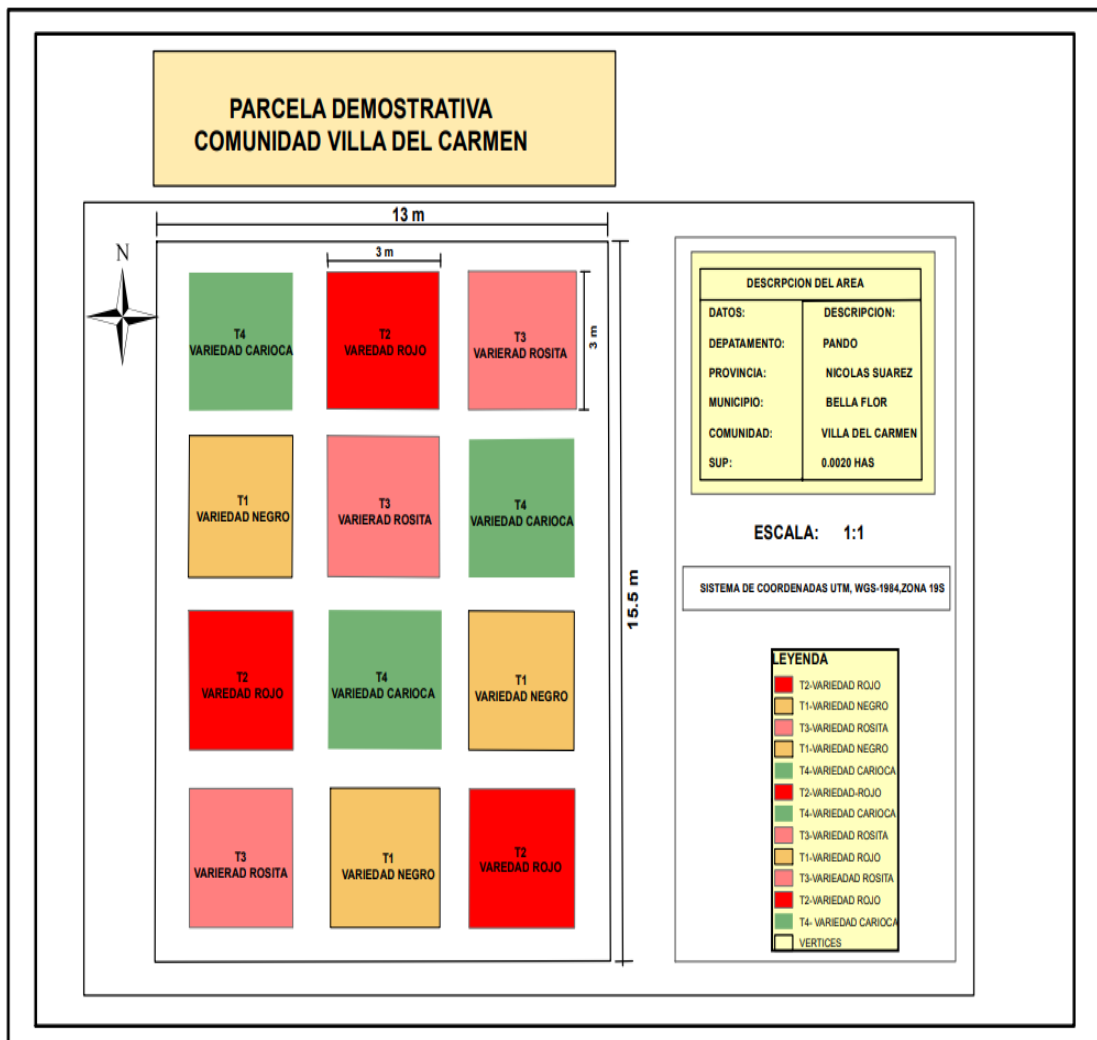 PARCELA DEMOSTRATIVA
COMUNIDAD VILLA DEL CARMEN
13 m
N
3 m
3 m
15.5 m
T4
VARIEDAD CARIOCA
T2
VAREDAD ROJO
T3
VARIERAD ROSITA
T1
VARIEDAD NEGRO
T3
VARIERAD ROSITA
T4
VARIEDAD CARIOCA
T2
VAREDAD ROJO
T4
VARIEDAD CARIOCA
T1
VARIEDAD NEGRO
T3
VARIERAD ROSITA
T1
VARIEDAD NEGRO
T2
VAREDAD ROJO
DESCRPCION DEL AREA
DATOS: DESCRIPCION:
DEPATAMENTO: PANDO
PROVINCIA: NICOLAS SUAREZ
MUNICIPIO: BELLA FLOR
COMUNIDAD: VILLA DEL CARMEN
SUP: 0.0020 HAS
ESCALA: 1:1
SISTEMA DE COORDENADAS UTM, WGS-1984,ZONA 19S
LEYENDA
T2-VARIEDAD ROJO
T1-VARIEDAD NEGRO
T3-VARIEDAD ROSITA
T1-VARIEDAD NEGRO
T4-VARIEDAD CARIOCA
T2-VARIEDAD-ROJO
T4-VARIEDAD CARIOCA
T3-VARIEDAD ROSITA
T1-VARIEDAD ROJO
T3-VARIEADAD ROSITA
T2-VARIEDAD ROJO
T4- VARIEDAD CARIOCA
VERTICES